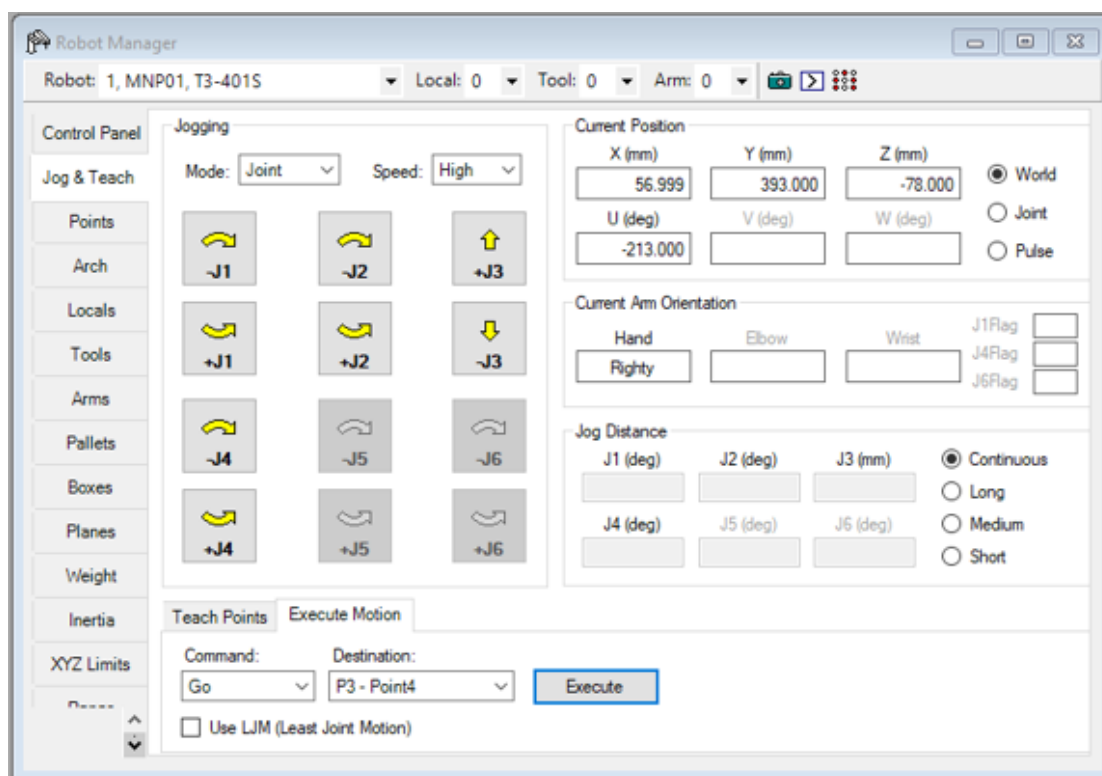 Robot Manager
Robot: 1, MNP01, T3-401S Local: 0 Tool: 0 Arm: 0
Control Panel
Jog & Teach
Points
Arch
Locals
Tools
Arms
Pallets
Boxes
Planes
Weight
Inertia
XYZ Limits
Jogging
Mode: Joint Speed: High
-J1 -J2 +J3
+J1 +J2 -J3
-J4 -J5 -J6
+J4 +J5 +J6
Current Position
X (mm) Y (mm) Z (mm)
56.999 393.000 -78.000
U (deg) V (deg) W (deg)
-213.000
World
Joint
Pulse
Current Arm Orientation
Hand Elbow Wrist
Righty
J1Flag
J4Flag
J6Flag
Jog Distance
J1 (deg) J2 (deg) J3 (mm)
J4 (deg) J5 (deg) J6 (deg)
Continuous
Long
Medium
Short
Teach Points Execute Motion
Command: Destination:
Go P3 - Point4 Execute
Use LJM (Least Joint Motion)